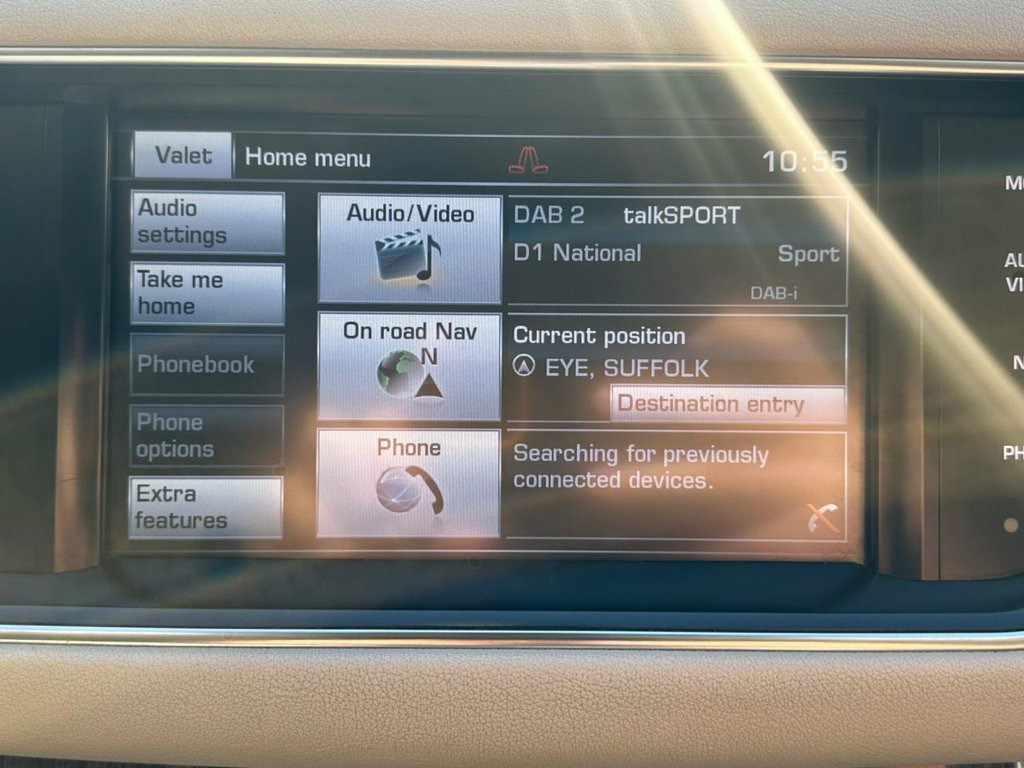 Valet
Home menu
10:55
Audio
settings
Take me
home
Phonebook
Phone
options
Extra
features
Audio/Video
On road Nav
N
Phone
DAB 2 talkSPORT
D1 National Sport
DAB-i
Current position
EYE, SUFFOLK
Destination entry
Searching for previously
connected devices.